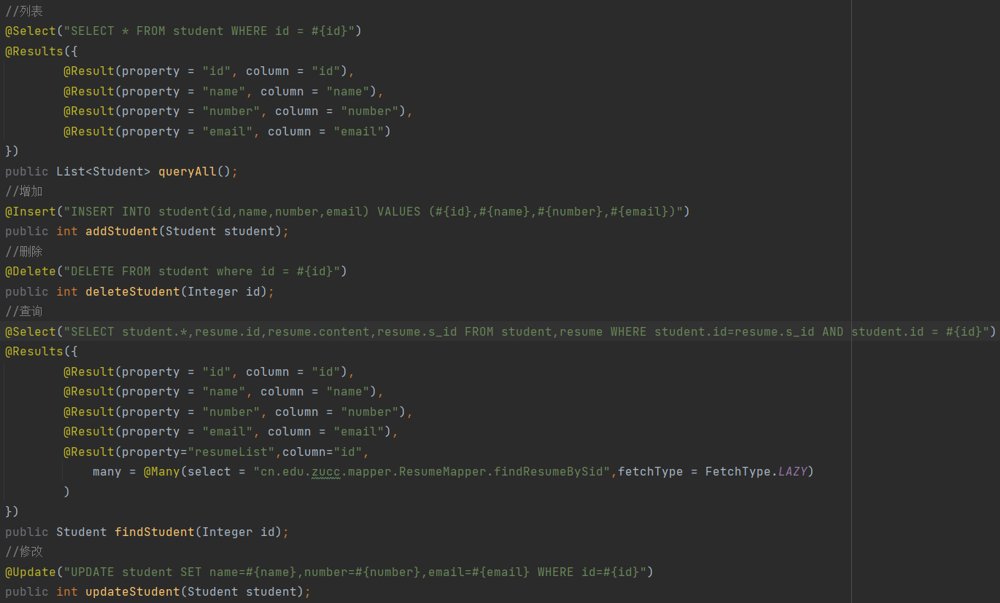 //列表
@Select("SELECT * FROM student WHERE id = #{id}")
@Results({
@Result(property = "id", column = "id"),
@Result(property = "name", column = "name"),
@Result(property = "number", column = "number"),
@Result(property = "email", column = "email")
})
public List<Student> queryAll();
//增加
@Insert("INSERT INTO student(id,name,number,email) VALUES (#{id},#{name},#{number},#{email})")
public int addStudent(Student student);
//删除
@Delete("DELETE FROM student where id = #{id}")
public int deleteStudent(Integer id);
//查询
@Select("SELECT student.*,resume.id,resume.content,resume.s_id FROM student,resume WHERE student.id=resume.s_id AND student.id = #{id}")
@Results({
@Result(property = "id", column = "id"),
@Result(property = "name", column = "name"),
@Result(property = "number", column = "number"),
@Result(property = "email", column = "email"),
@Result(property="resumeList",column="id",
many = @Many(select = "cn.edu.zucc.mapper.ResumeMapper.findResumeBySid",fetchType = FetchType.LAZY)
)
})
public Student findStudent(Integer id);
//修改
@Update("UPDATE student SET name=#{name},number=#{number},email=#{email} WHERE id=#{id}")
public int updateStudent(Student student);